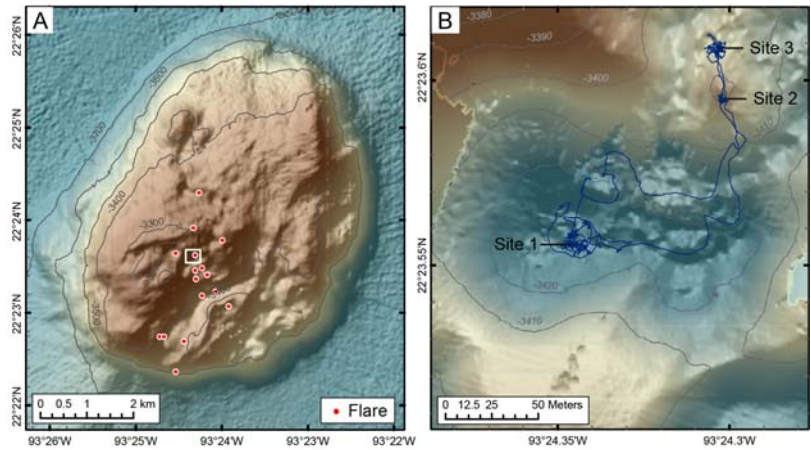 A
22°26'N
22°25'N
22°24'N
22°23'N
22°22'N
-3600
-3700
-3400
-3300
-3500
0 0.5 1 2 km
Flare
93°26'W 93°25'W 93°24'W 93°23'W 93°22'W
B
-3380
-3390
-3400
-3410
Site 3
Site 2
Site 1
22°23.6'N
22°23.55'N
-3420
-3410
0 12.5 25 50 Meters
93°24.35'W 93°24.3'W